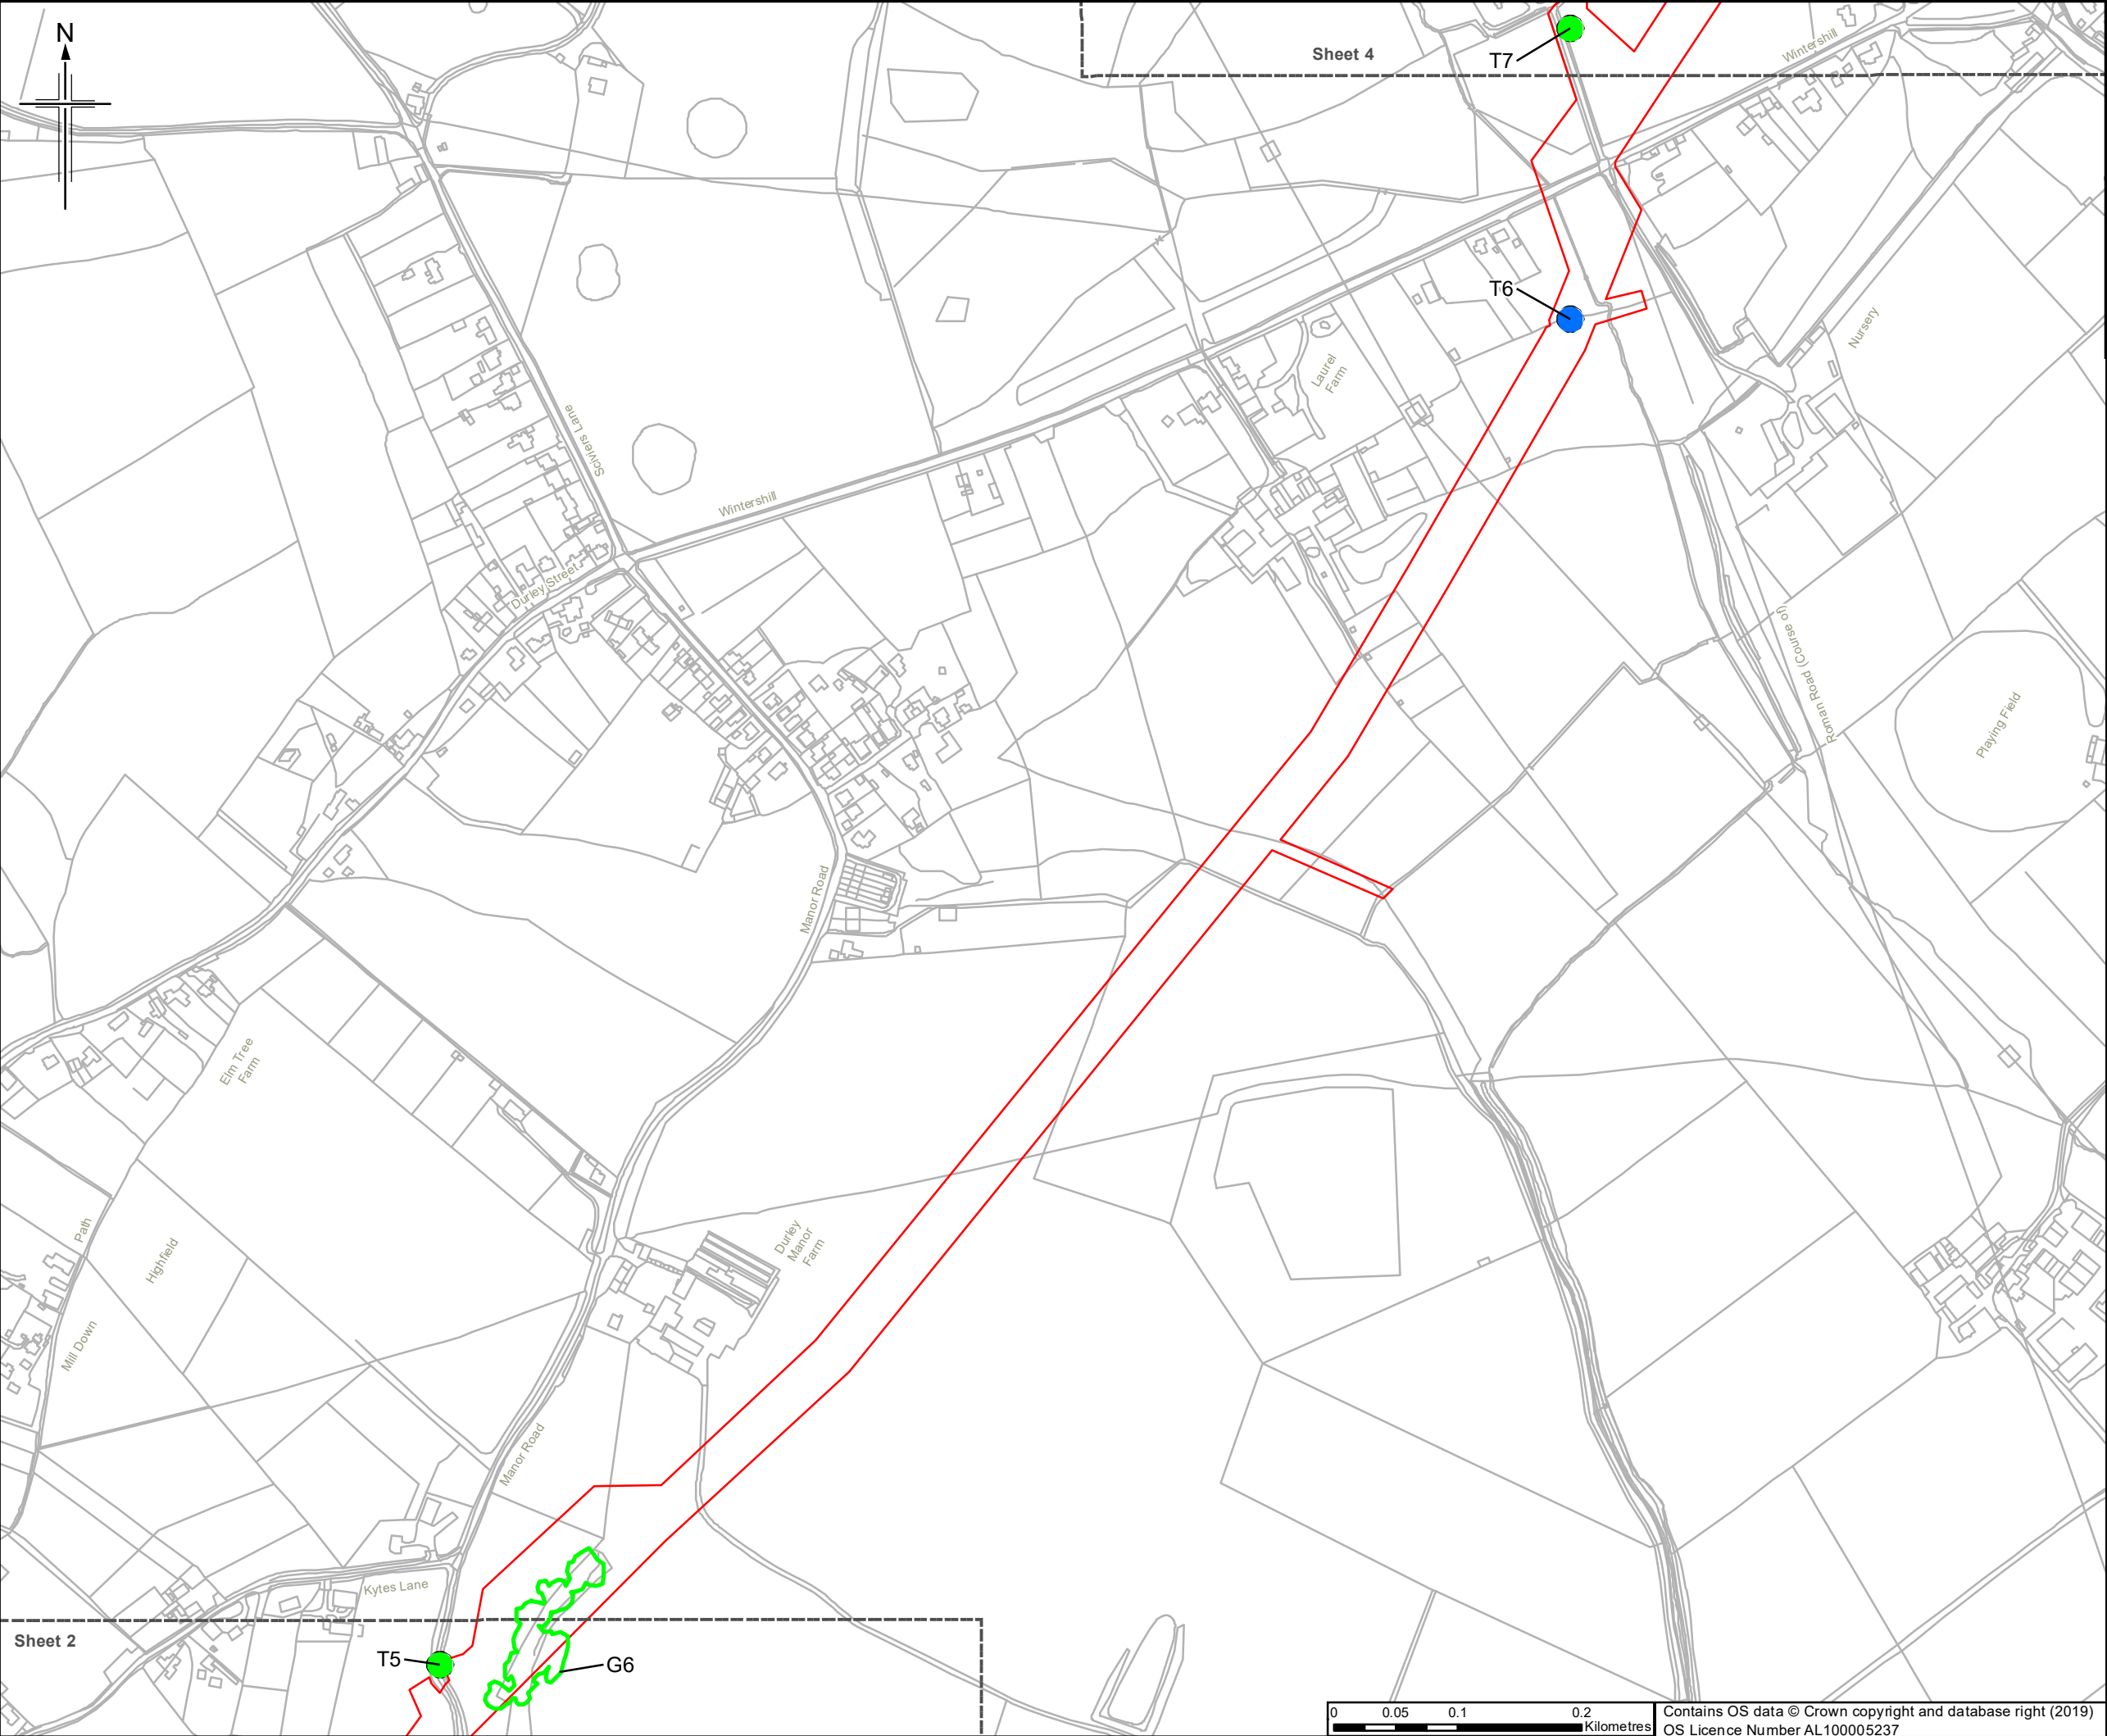 N
Sheet 4
T7
Wintershill
T6
Nursery
Laurel
Farm
Sciviers Lane
Wintershill
Durley Street
Roman Road (Course of)
Playing Field
Manor Road
Elm Tree
Farm
Path
Highfield
Durley
Manor
Farm
Mill Down
Manor Road
Kytes Lane
Sheet 2
T5
G6
0 0.05 0.1 0.2
Kilometres
Contains OS data © Crown copyright and database right (2019)
OS Licence Number AL100005237